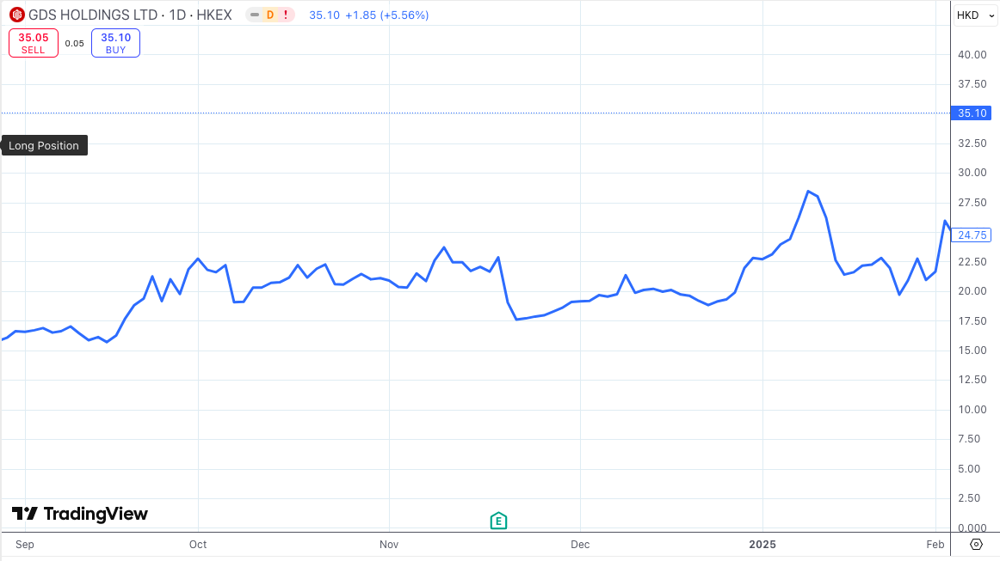 GDS HOLDINGS LTD · 1D · HKEX D ! 35.10 +1.85 (+5.56%) HKD
35.05 0.05 35.10
SELL BUY
40.00
37.50
35.10
Long Position
32.50
30.00
27.50
24.75
22.50
20.00
17.50
15.00
12.50
10.00
7.50
5.00
2.50
TradingView
E
0.000
Sep Oct Nov Dec 2025 Feb